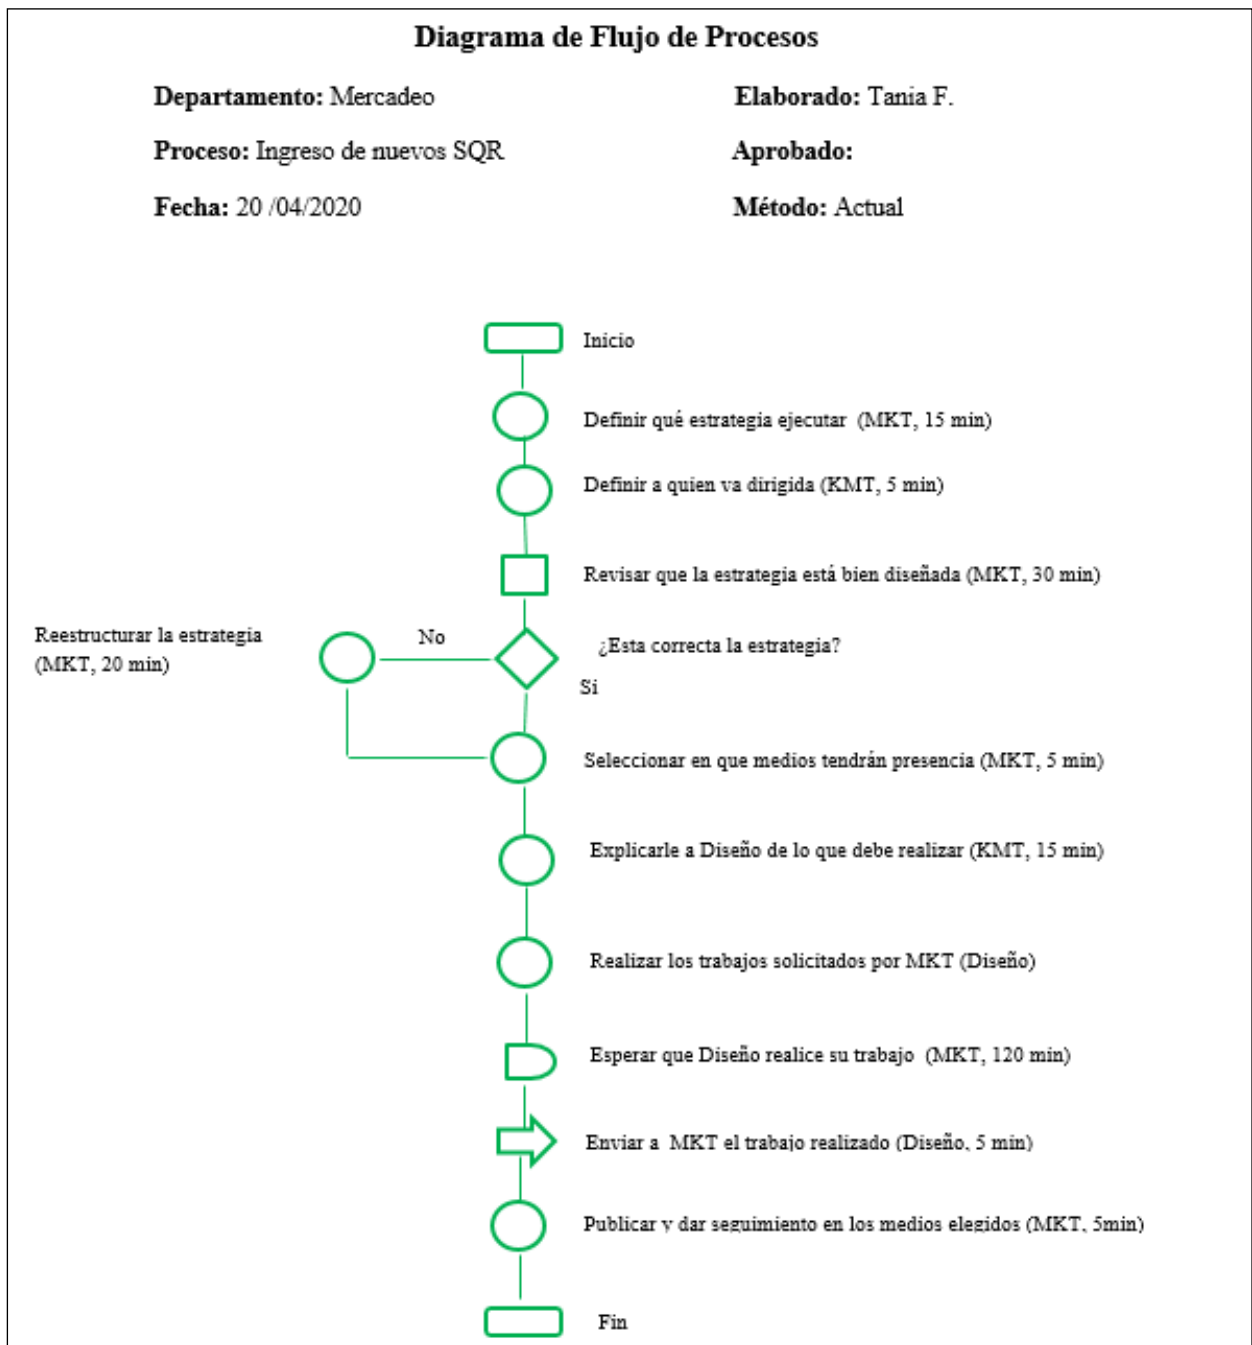 Diagrama de Flujo de Procesos
Departamento: Mercadeo
Elaborado: Tania F.
Proceso: Ingreso de nuevos SQR
Aprobado:
Fecha: 20 /04/2020
Método: Actual
Inicio
Definir qué estrategia ejecutar (MKT, 15 min)
Definir a quien va dirigida (KMT, 5 min)
Revisar que la estrategia está bien diseñada (MKT, 30 min)
Reestructurar la estrategia
(MKT, 20 min)
No
¿Esta correcta la estrategia?
Si
Seleccionar en que medios tendrán presencia (MKT, 5 min)
Explicarle a Diseño de lo que debe realizar (KMT, 15 min)
Realizar los trabajos solicitados por MKT (Diseño)
Esperar que Diseño realice su trabajo (MKT, 120 min)
Enviar a MKT el trabajo realizado (Diseño, 5 min)
Publicar y dar seguimiento en los medios elegidos (MKT, 5min)
Fin